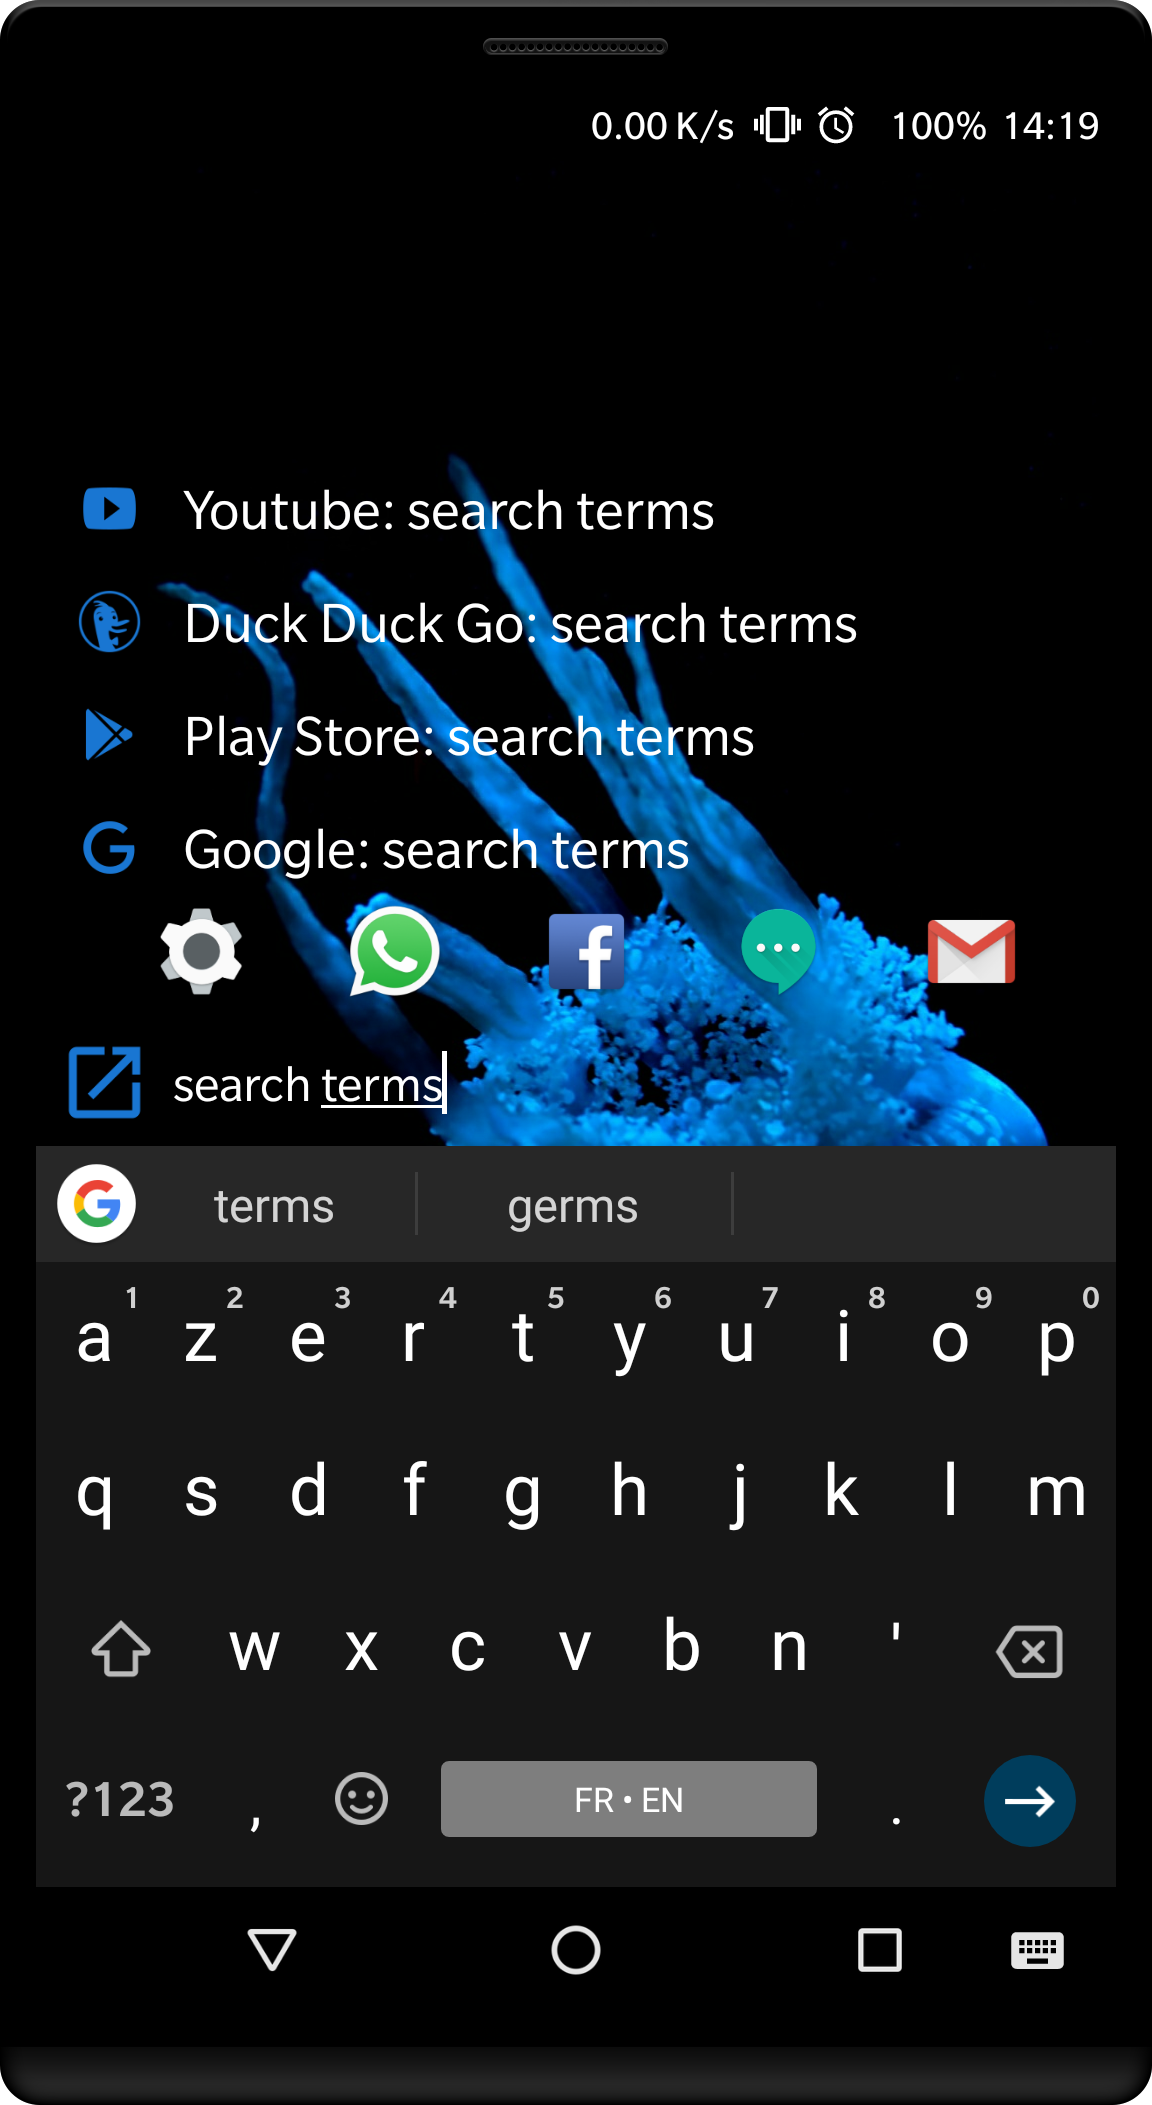 0.00 K/s 100% 14:19
Youtube: search terms
Duck Duck Go: search terms
Play Store: search terms
Google: search terms
search terms
terms germs
1 2 3 4 5 6 7 8 9 0
a z e r t y u i o p
q s d f g h j k l m
w x c v b n '
?123 , FR • EN .